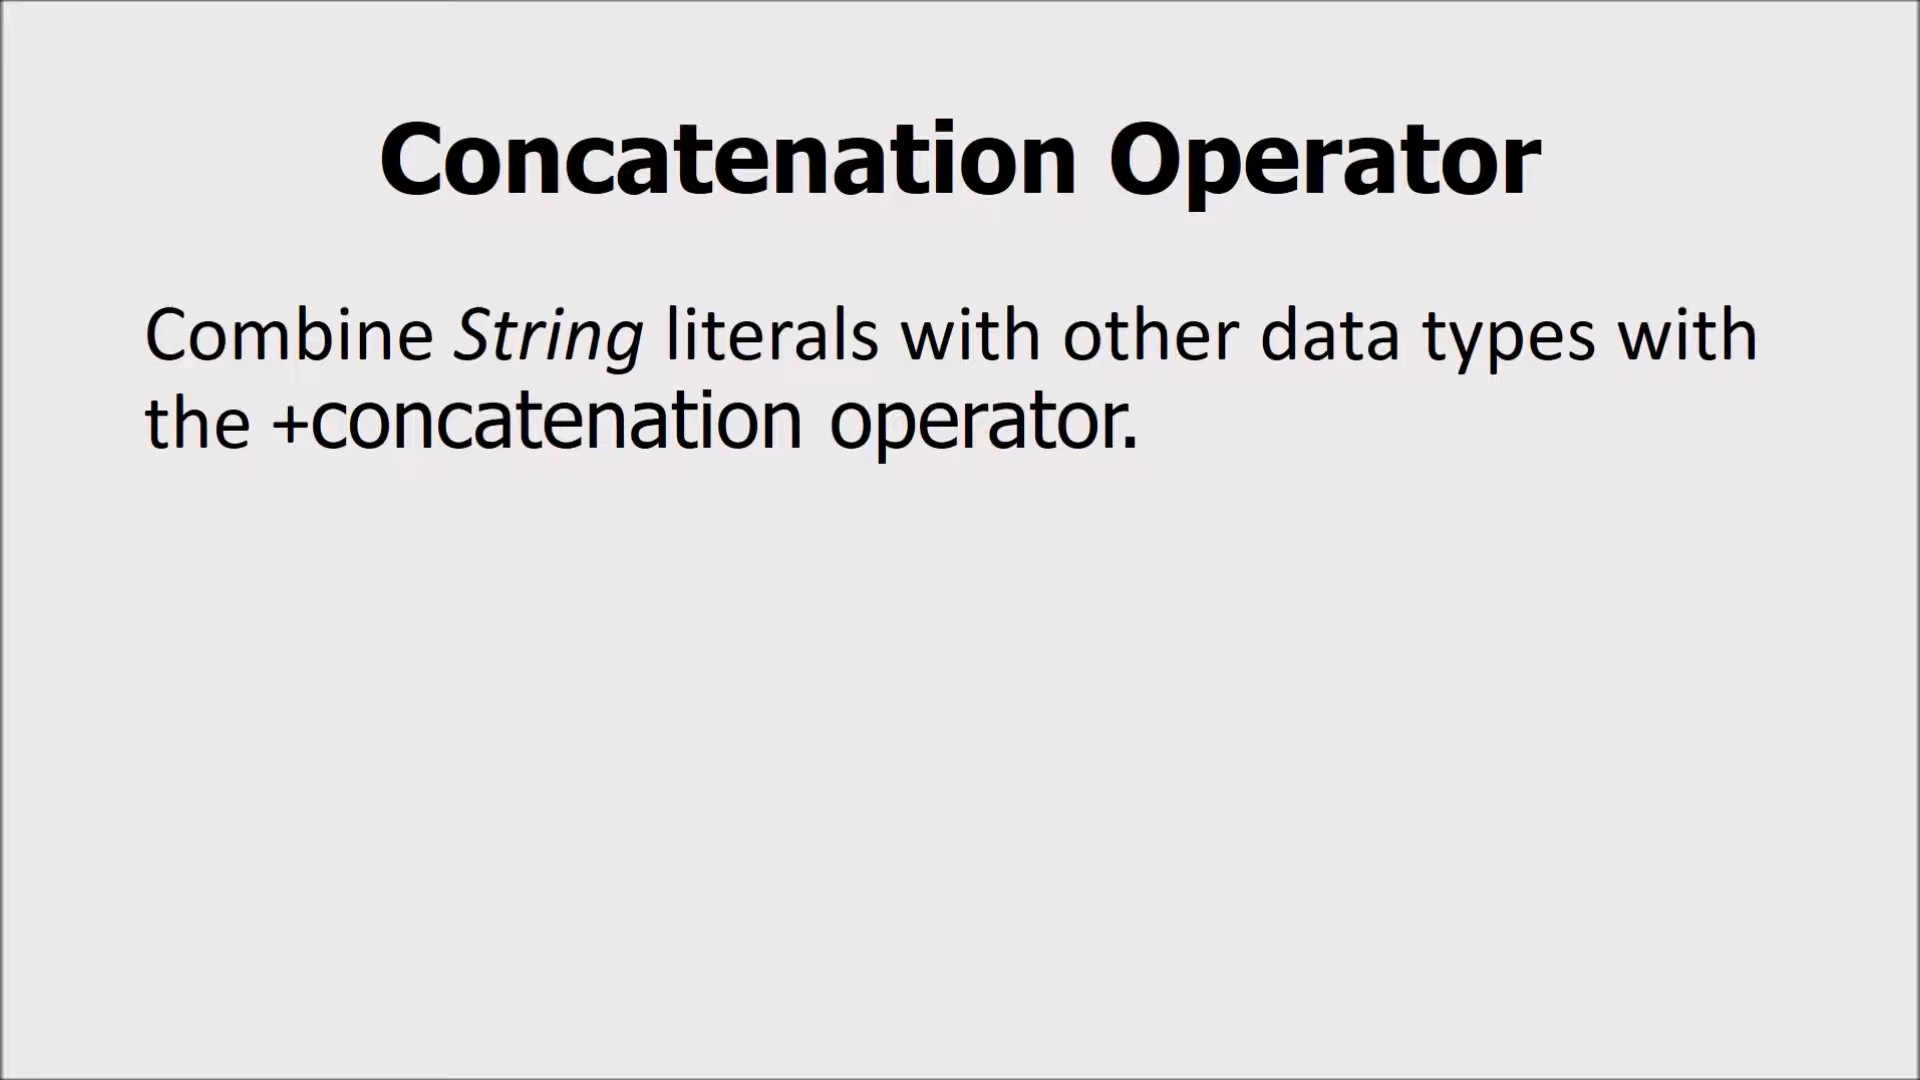 Concatenation Operator
Combine String literals with other data types with
the +concatenation operator.